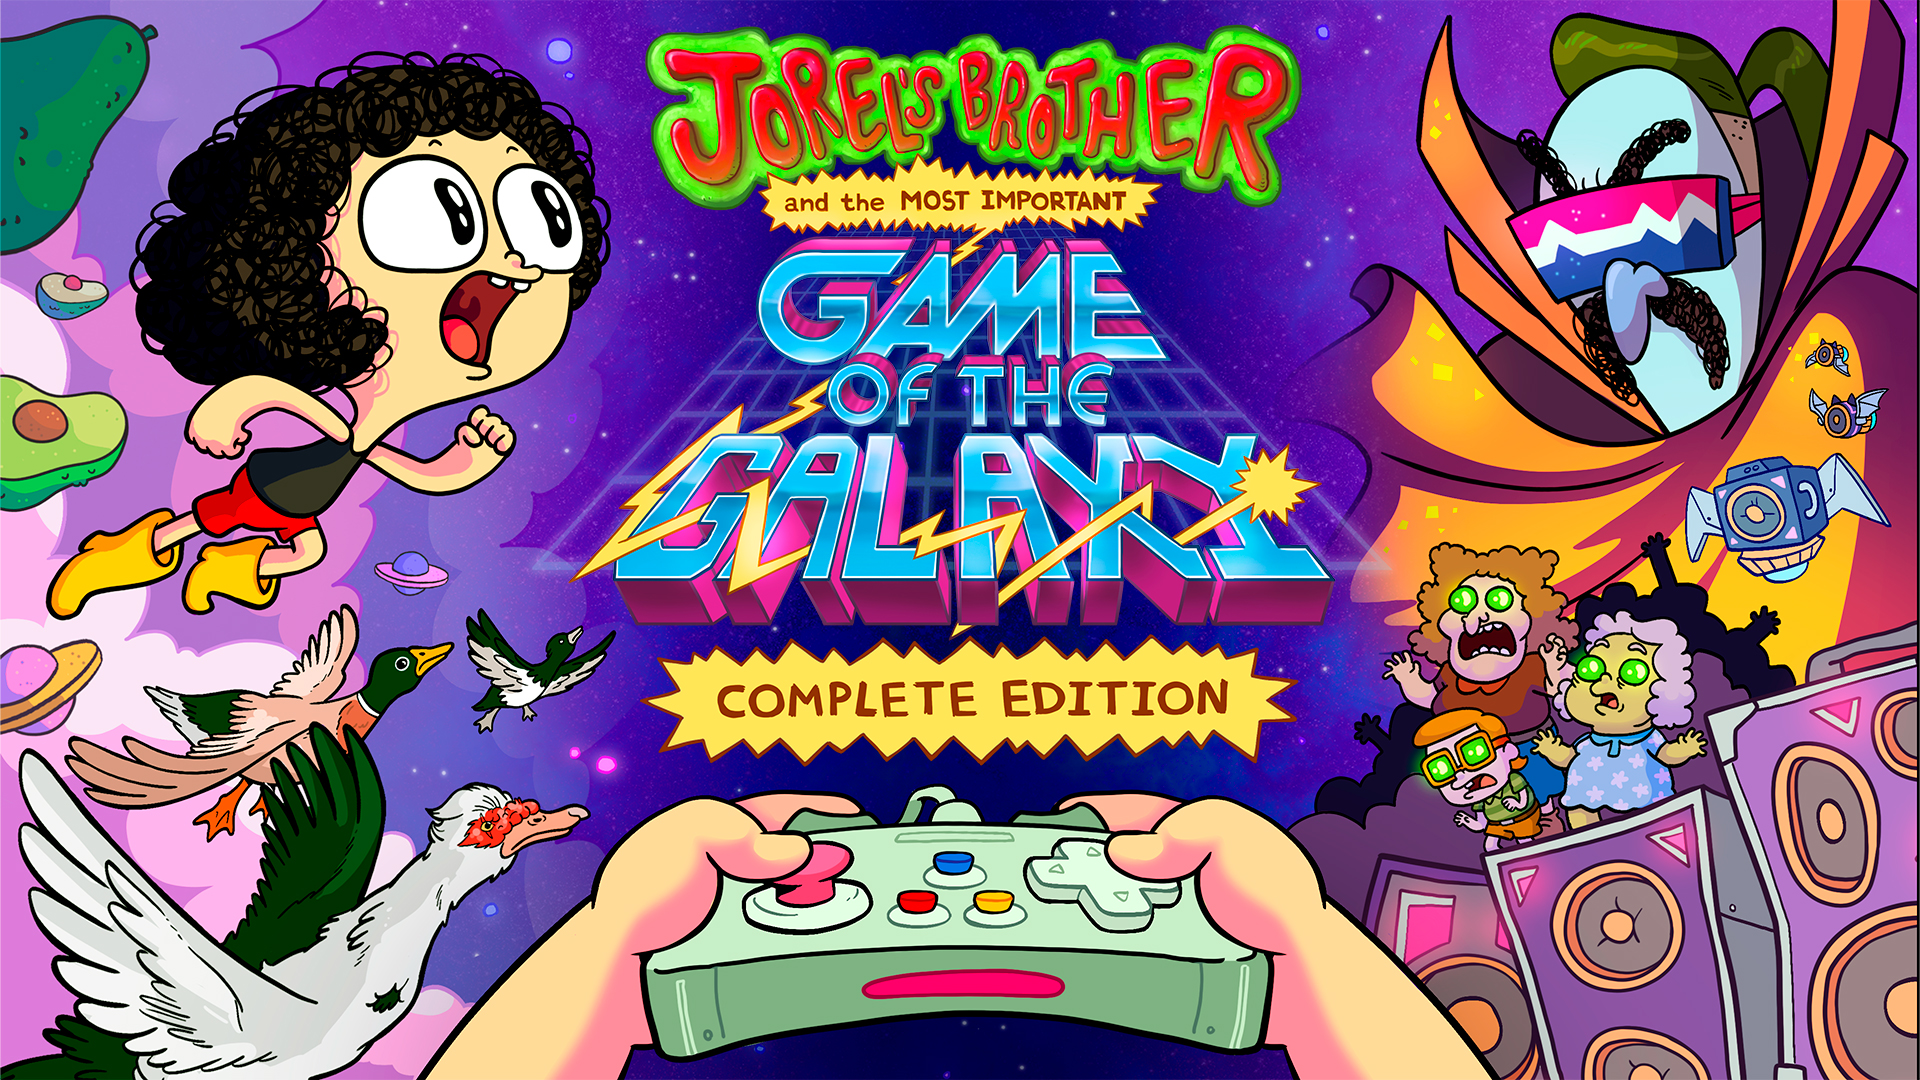 JOREL'S BROTHER
and the MOST IMPORTANT
GAME
OF THE
GALAXY
COMPLETE EDITION